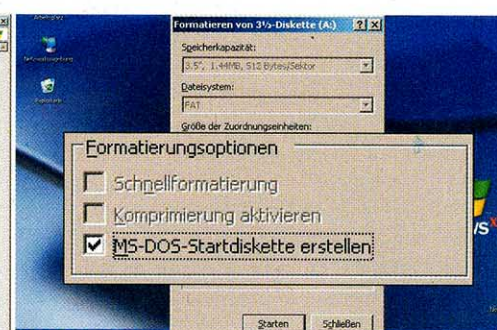 Formatieren von 3½-Diskette (A:)
Speicherkapazität:
3.5", 1.44MB, 512 Bytes/Sektor
Dateisystem:
FAT
Größe der Zuordnungseinheiten:
Formatierungsoptionen
Schnellformatierung
Komprimierung aktivieren
MS-DOS-Startdiskette erstellen
Starten
Schließen